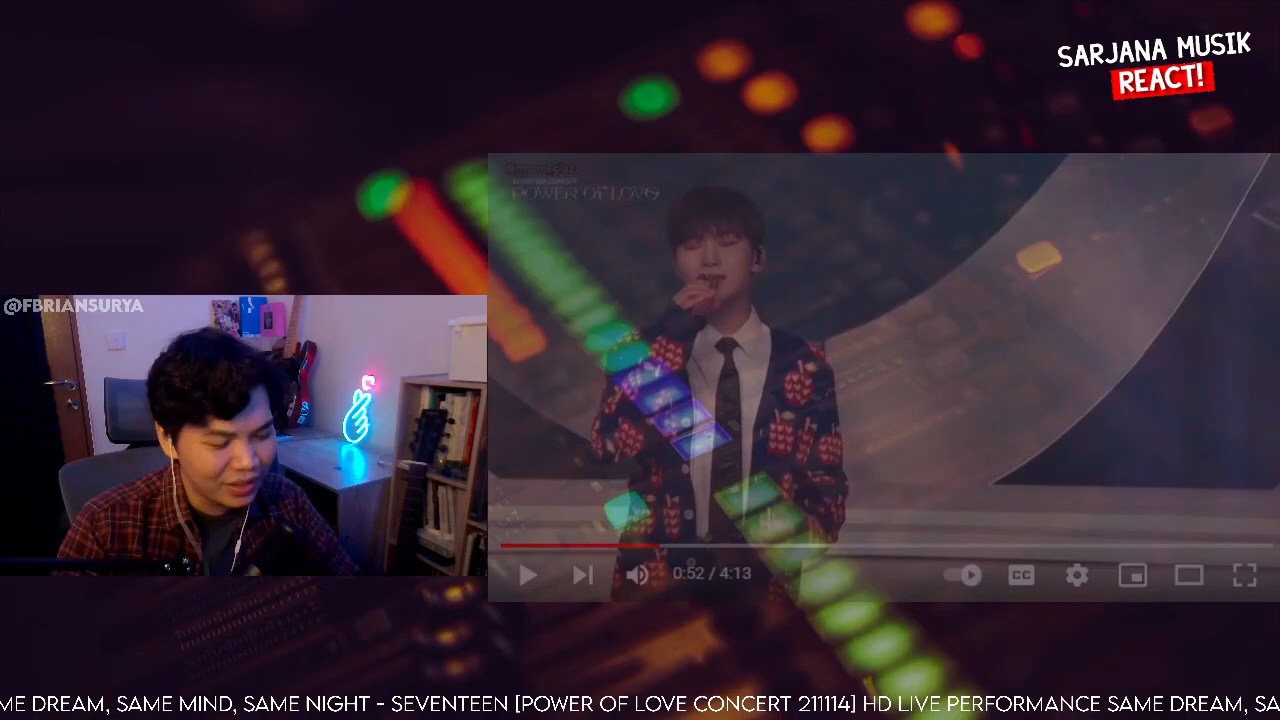 SARJANA MUSIK
REACT!
POWER OF LOVE
@FBRIANSURYA
0:52 / 4:13
CC
ME DREAM, SAME MIND, SAME NIGHT - SEVENTEEN [POWER OF LOVE CONCERT 211114] HD LIVE PERFORMANCE SAME DREAM, SA